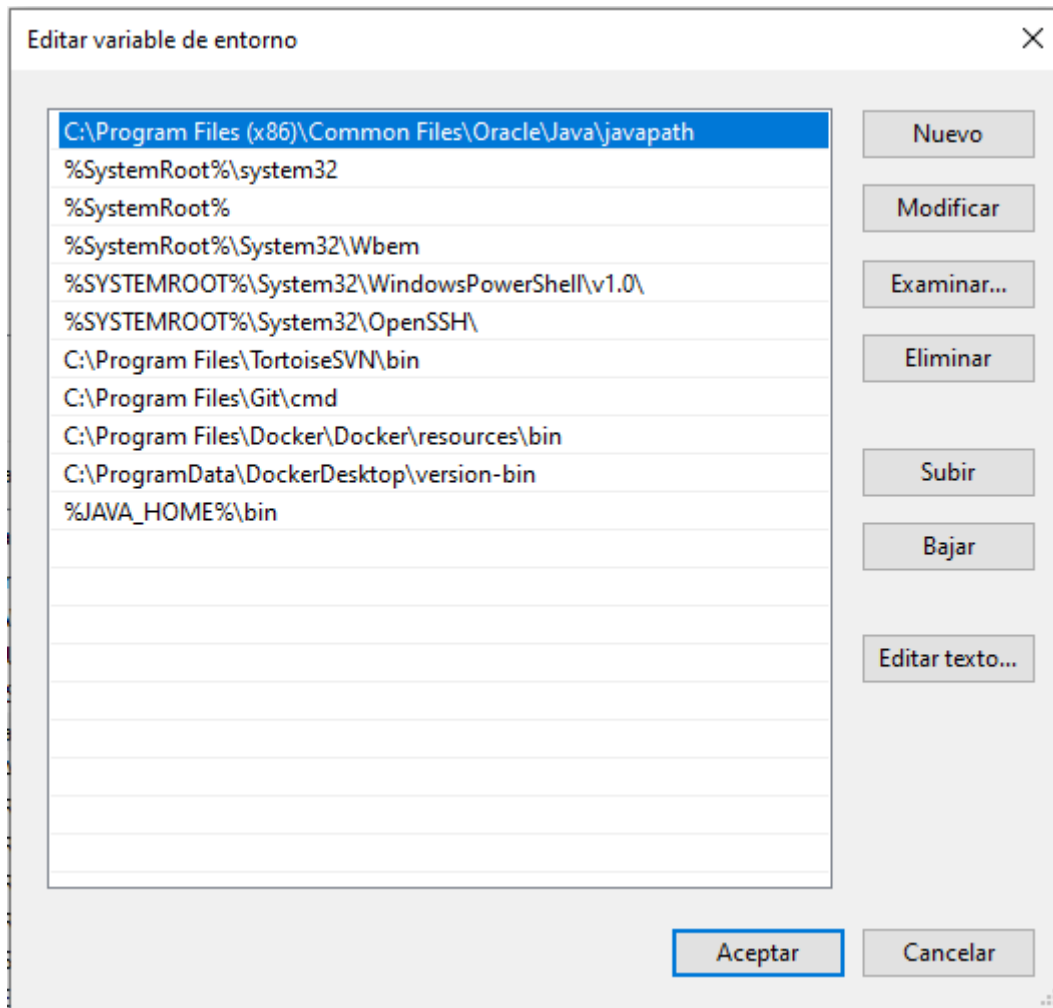 Editar variable de entorno
C:\Program Files (x86)\Common Files\Oracle\Java\javapath
%SystemRoot%\system32
%SystemRoot%
%SystemRoot%\System32\Wbem
%SYSTEMROOT%\System32\WindowsPowerShell\v1.0\
%SYSTEMROOT%\System32\OpenSSH\
C:\Program Files\TortoiseSVN\bin
C:\Program Files\Git\cmd
C:\Program Files\Docker\Docker\resources\bin
C:\ProgramData\DockerDesktop\version-bin
%JAVA_HOME%\bin
Nuevo
Modificar
Examinar...
Eliminar
Subir
Bajar
Editar texto...
Aceptar
Cancelar